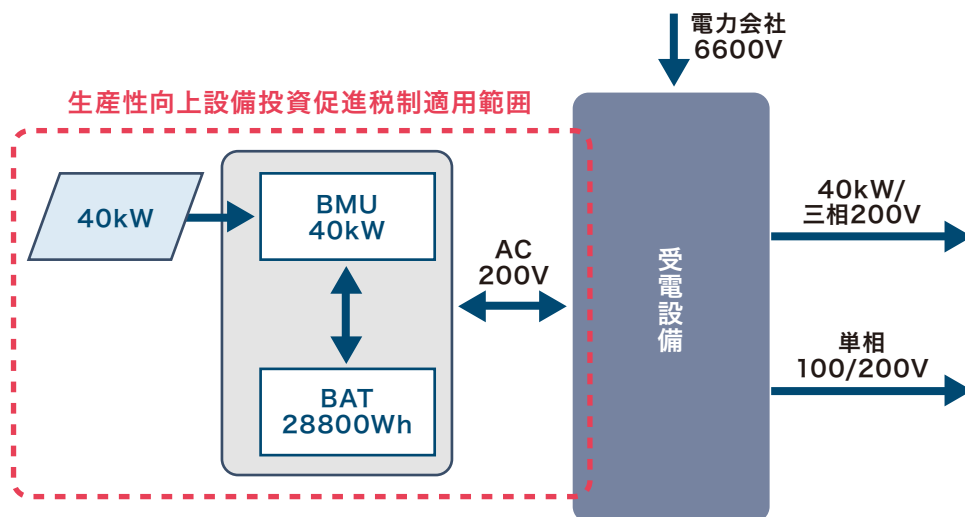 電力会社
6600V
生産性向上設備投資促進税制適用範囲
40kW
BMU
40kW
AC
200V
BAT
28800Wh
受電設備
40kW/
三相200V
単相
100/200V